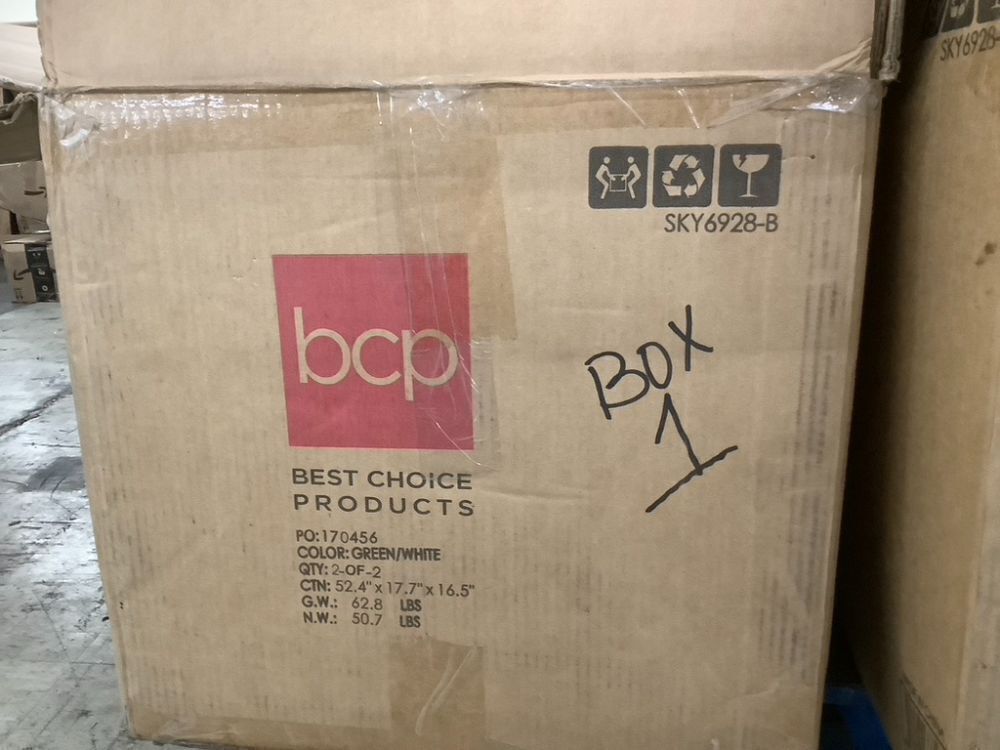 SKY6928-B
SKY6928-
bcp
BOX
1
BEST CHOICE
PRODUCTS
PO:170456
COLOR: GREEN/WHITE
QTY: 2-OF-2
CTN: 52.4" x 17.7" x 16.5"
G.W.: 62.8 LBS
N.W.: 50.7 LBS